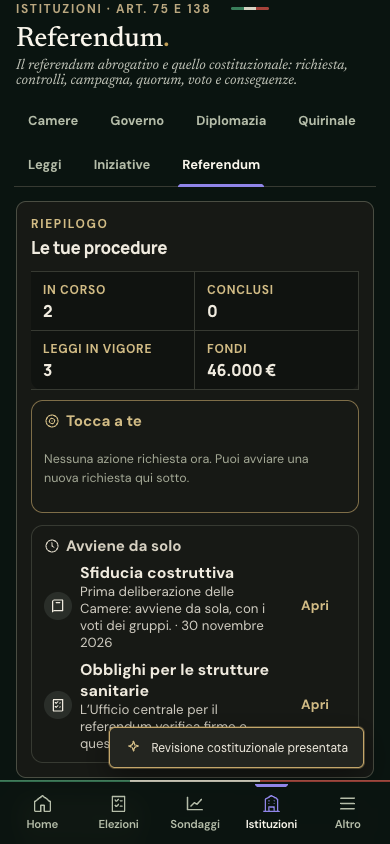 ISTITUZIONI · ART. 75 E 138
Referendum.
Il referendum abrogativo e quello costituzionale: richiesta,
controlli, campagna, quorum, voto e conseguenze.
Camere Governo Diplomazia Quirinale
Leggi Iniziative Referendum
RIEPILOGO
Le tue procedure
IN CORSO CONCLUSI
2 0
LEGGI IN VIGORE FONDI
3 46.000 €
Tocca a te
Nessuna azione richiesta ora. Puoi avviare una
nuova richiesta qui sotto.
Avviene da solo
Sfiducia costruttiva
Prima deliberazione delle
Camere: avviene da sola, con i
voti dei gruppi. · 30 novembre
2026
Apri
Obblighi per le strutture
sanitarie
L'Ufficio centrale per il
referendum verifica firme e
ques
Apri
Revisione costituzionale presentata
Home Elezioni Sondaggi Istituzioni Altro